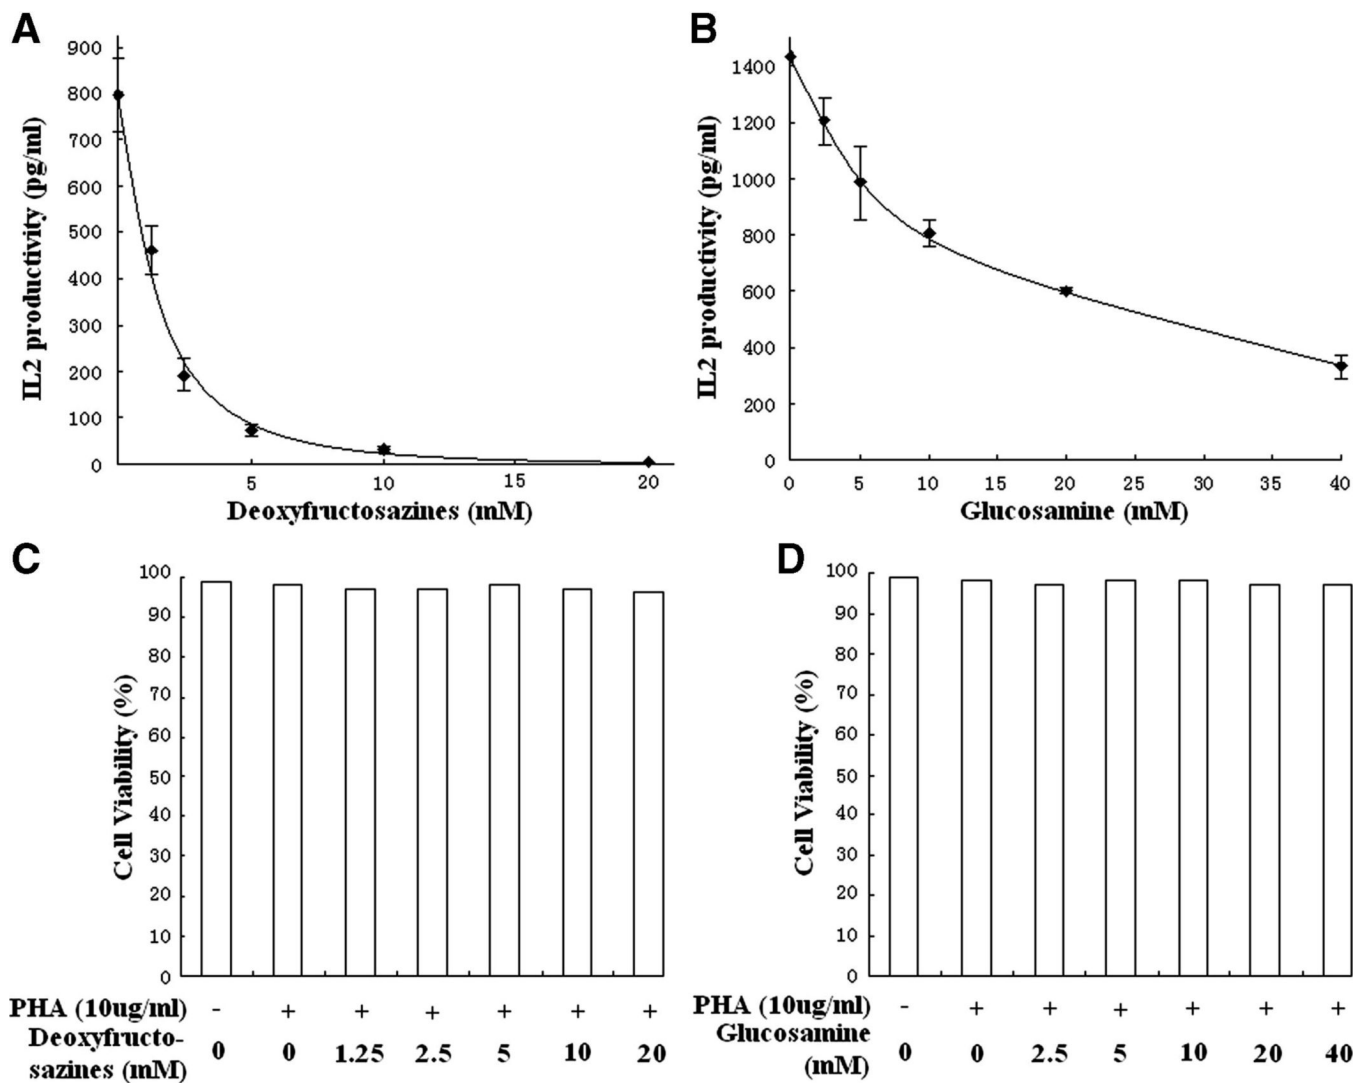 A
IL2 productivity (pg/ml)
900
800
700
600
500
400
300
200
100
0
5
10
15
20
Deoxyfructosazines (mM)
B
IL2 productivity (pg/ml)
1400
1200
1000
800
600
400
200
0
0 5 10 15 20 25 30 35 40
Glucosamine (mM)
C
Cell Viability (%)
100
90
80
70
60
50
40
30
20
10
0
PHA (10ug/ml) - + + + + + +
Deoxyfructo-
sazines (mM) 0 0 1.25 2.5 5 10 20
D
Cell Viability (%)
100
90
80
70
60
50
40
30
20
10
0
PHA (10ug/ml) - + + + + + +
Glucosamine
(mM) 0 0 2.5 5 10 20 40